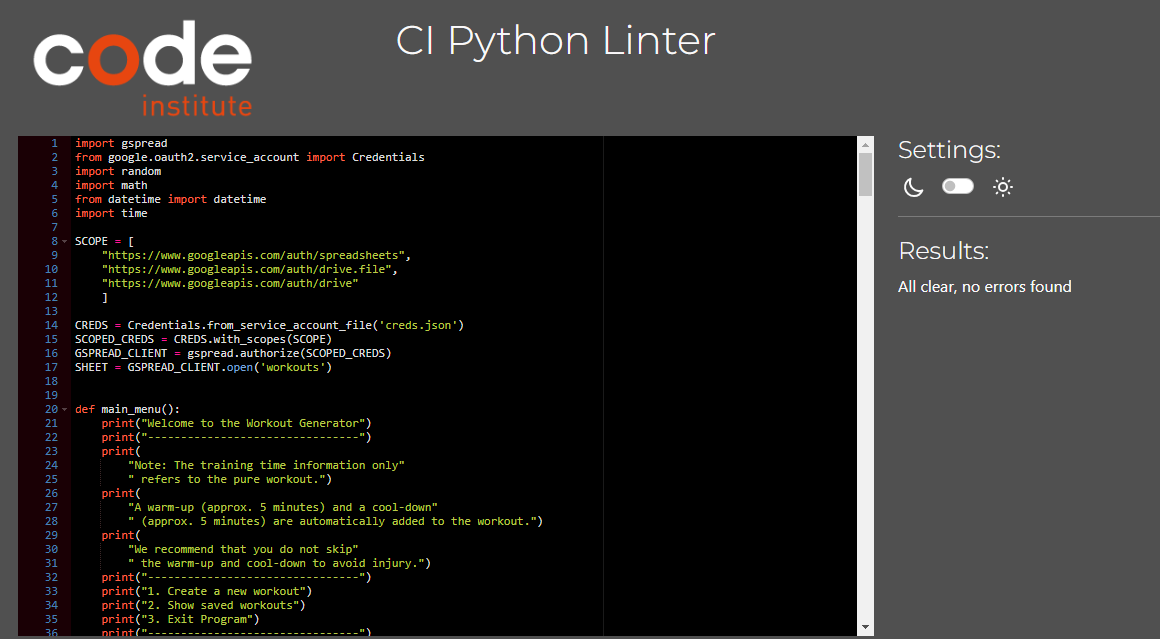 code
institute
CI Python Linter
1 import gspread
2 from google.oauth2.service_account import Credentials
3 import random
4 import math
5 from datetime import datetime
6 import time
7
8 SCOPE = [
9     "https://www.googleapis.com/auth/spreadsheets",
10     "https://www.googleapis.com/auth/drive.file",
11     "https://www.googleapis.com/auth/drive"
12     ]
13
14 CREDS = Credentials.from_service_account_file('creds.json')
15 SCOPED_CREDS = CREDS.with_scopes(SCOPE)
16 GSPREAD_CLIENT = gspread.authorize(SCOPED_CREDS)
17 SHEET = GSPREAD_CLIENT.open('workouts')
18
19
20 def main_menu():
21     print("Welcome to the Workout Generator")
22     print("--------------------------------")
23     print(
24         "Note: The training time information only"
25         " refers to the pure workout.")
26     print(
27         "A warm-up (approx. 5 minutes) and a cool-down"
28         " (approx. 5 minutes) are automatically added to the workout.")
29     print(
30         "We recommend that you do not skip"
31         " the warm-up and cool-down to avoid injury.")
32     print("--------------------------------")
33     print("1. Create a new workout")
34     print("2. Show saved workouts")
35     print("3. Exit Program")
36     print("--------------------------------")
Settings:
Results:
All clear, no errors found